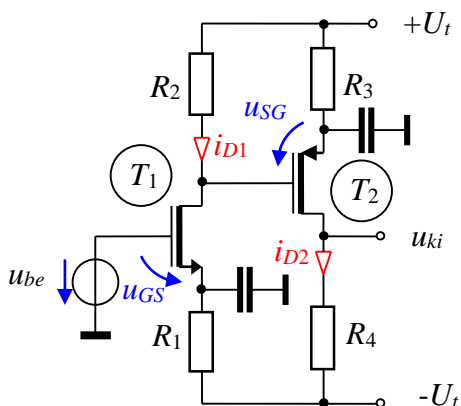 +U_t
R_2
R_3
u_SG
i_D1
T_1
T_2
u_ki
u_be
u_GS
i_D2
R_1
R_4
-U_t